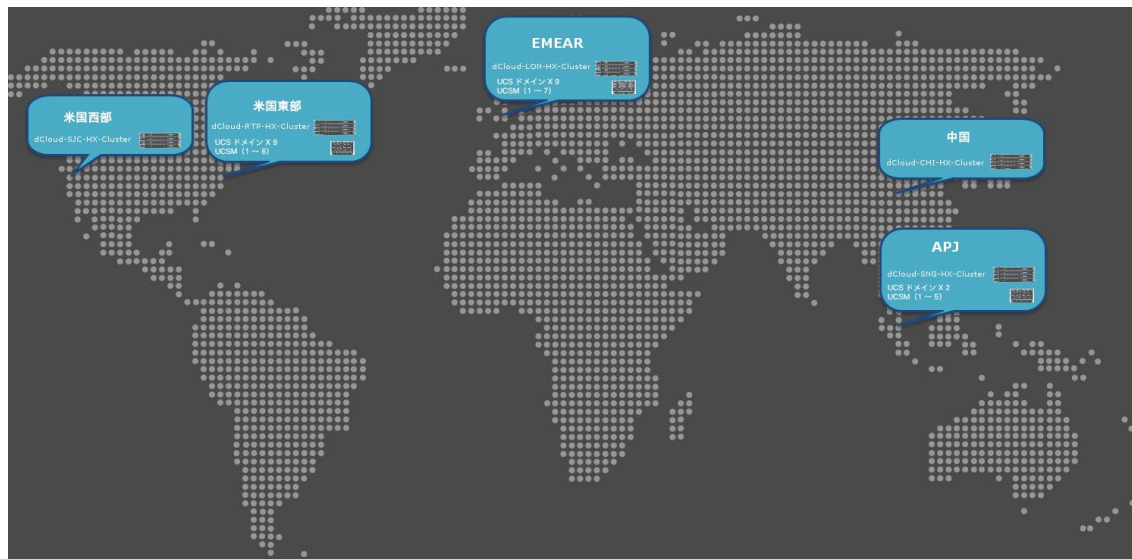 EMEAR
dCloud-LON-HX-Cluster
UCS ドメイン X 9
UCSM（1 ～ 7）
米国西部
dCloud-SJC-HX-Cluster
米国東部
dCloud-RTP-HX-Cluster
UCS ドメイン X 9
UCSM（1 ～ 6）
中国
dCloud-CHI-HX-Cluster
APJ
dCloud-SNG-HX-Cluster
UCS ドメイン X 2
UCSM（1 ～ 5）